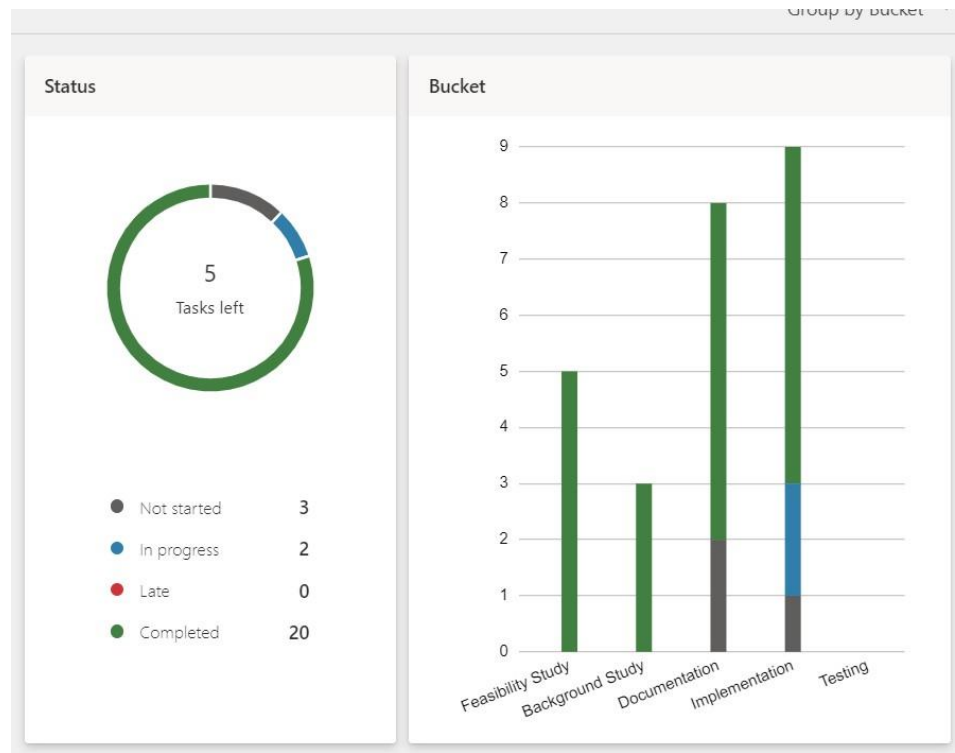 Group by Bucket
Status
5
Tasks left
Not started 3
In progress 2
Late 0
Completed 20
Bucket
9
8
7
6
5
4
3
2
1
0
Feasibility Study
Background Study
Documentation
Implementation
Testing